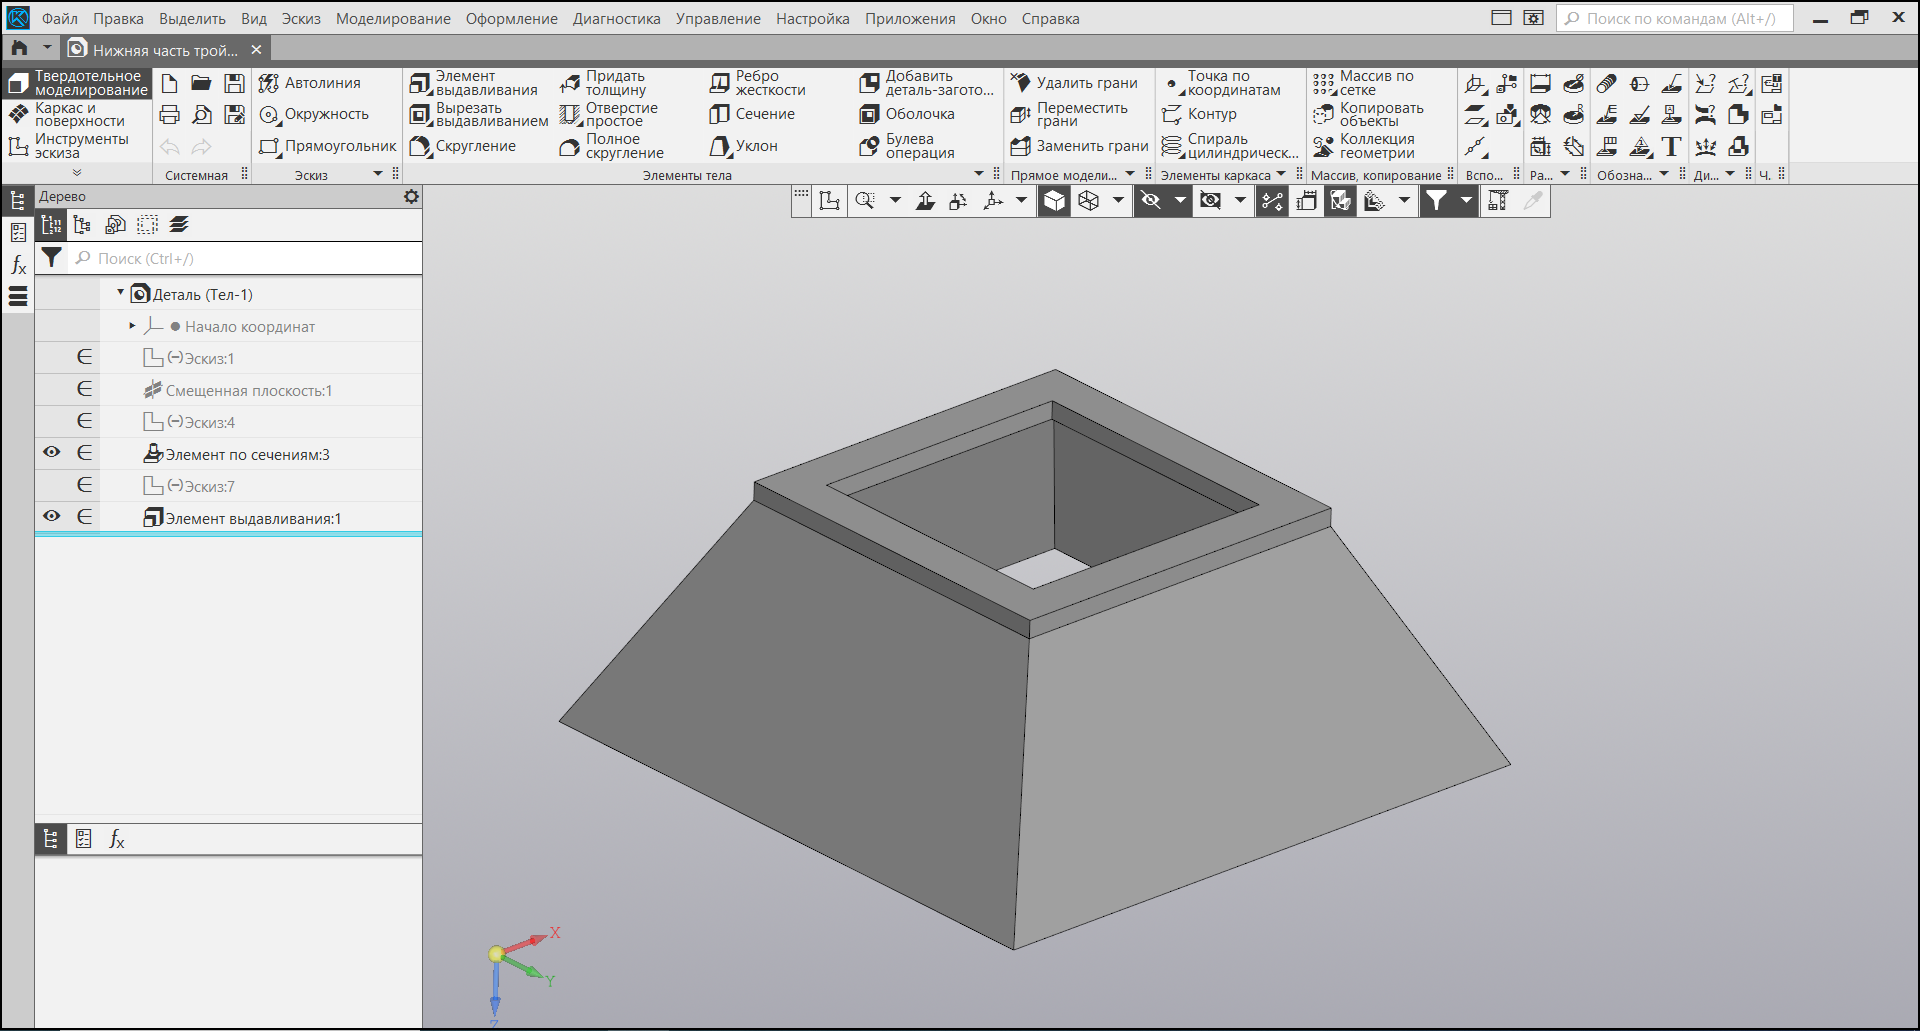 Файл Правка Выделить Вид Эскиз Моделирование Оформление Диагностика Управление Настройка Приложения Окно Справка Поиск по командам (Alt+/)
Нижняя часть трой...
Твердотельное моделирование
Каркас и поверхности
Инструменты эскиза
Системная
Автолиния
Окружность
Прямоугольник
Эскиз
Элемент выдавливания
Вырезать выдавливанием
Скругление
Придать толщину
Отверстие простое
Полное скругление
Ребро жесткости
Сечение
Уклон
Добавить деталь-загото...
Оболочка
Булева операция
Элементы тела
Удалить грани
Переместить грани
Заменить грани
Прямое модели...
Точка по координатам
Контур
Спираль цилиндрическ...
Элементы каркаса
Массив по сетке
Копировать объекты
Коллекция геометрии
Массив, копирование
Вспо...
Ра...
Обозна...
Ди...
Ч.
Дерево
Поиск (Ctrl+/)
Деталь (Тел-1)
Начало координат
(−)Эскиз:1
Смещенная плоскость:1
(−)Эскиз:4
Элемент по сечениям:3
(−)Эскиз:7
Элемент выдавливания:1
X
Y
Z